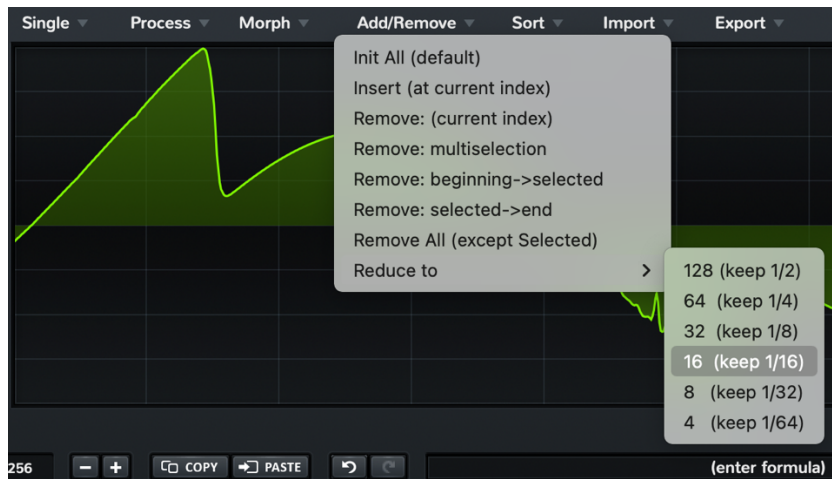 Single Process Morph Add/Remove Sort Import Export
Init All (default)
Insert (at current index)
Remove: (current index)
Remove: multiselection
Remove: beginning->selected
Remove: selected->end
Remove All (except Selected)
Reduce to
128 (keep 1/2)
64 (keep 1/4)
32 (keep 1/8)
16 (keep 1/16)
8 (keep 1/32)
4 (keep 1/64)
256 - + COPY PASTE (enter formula)